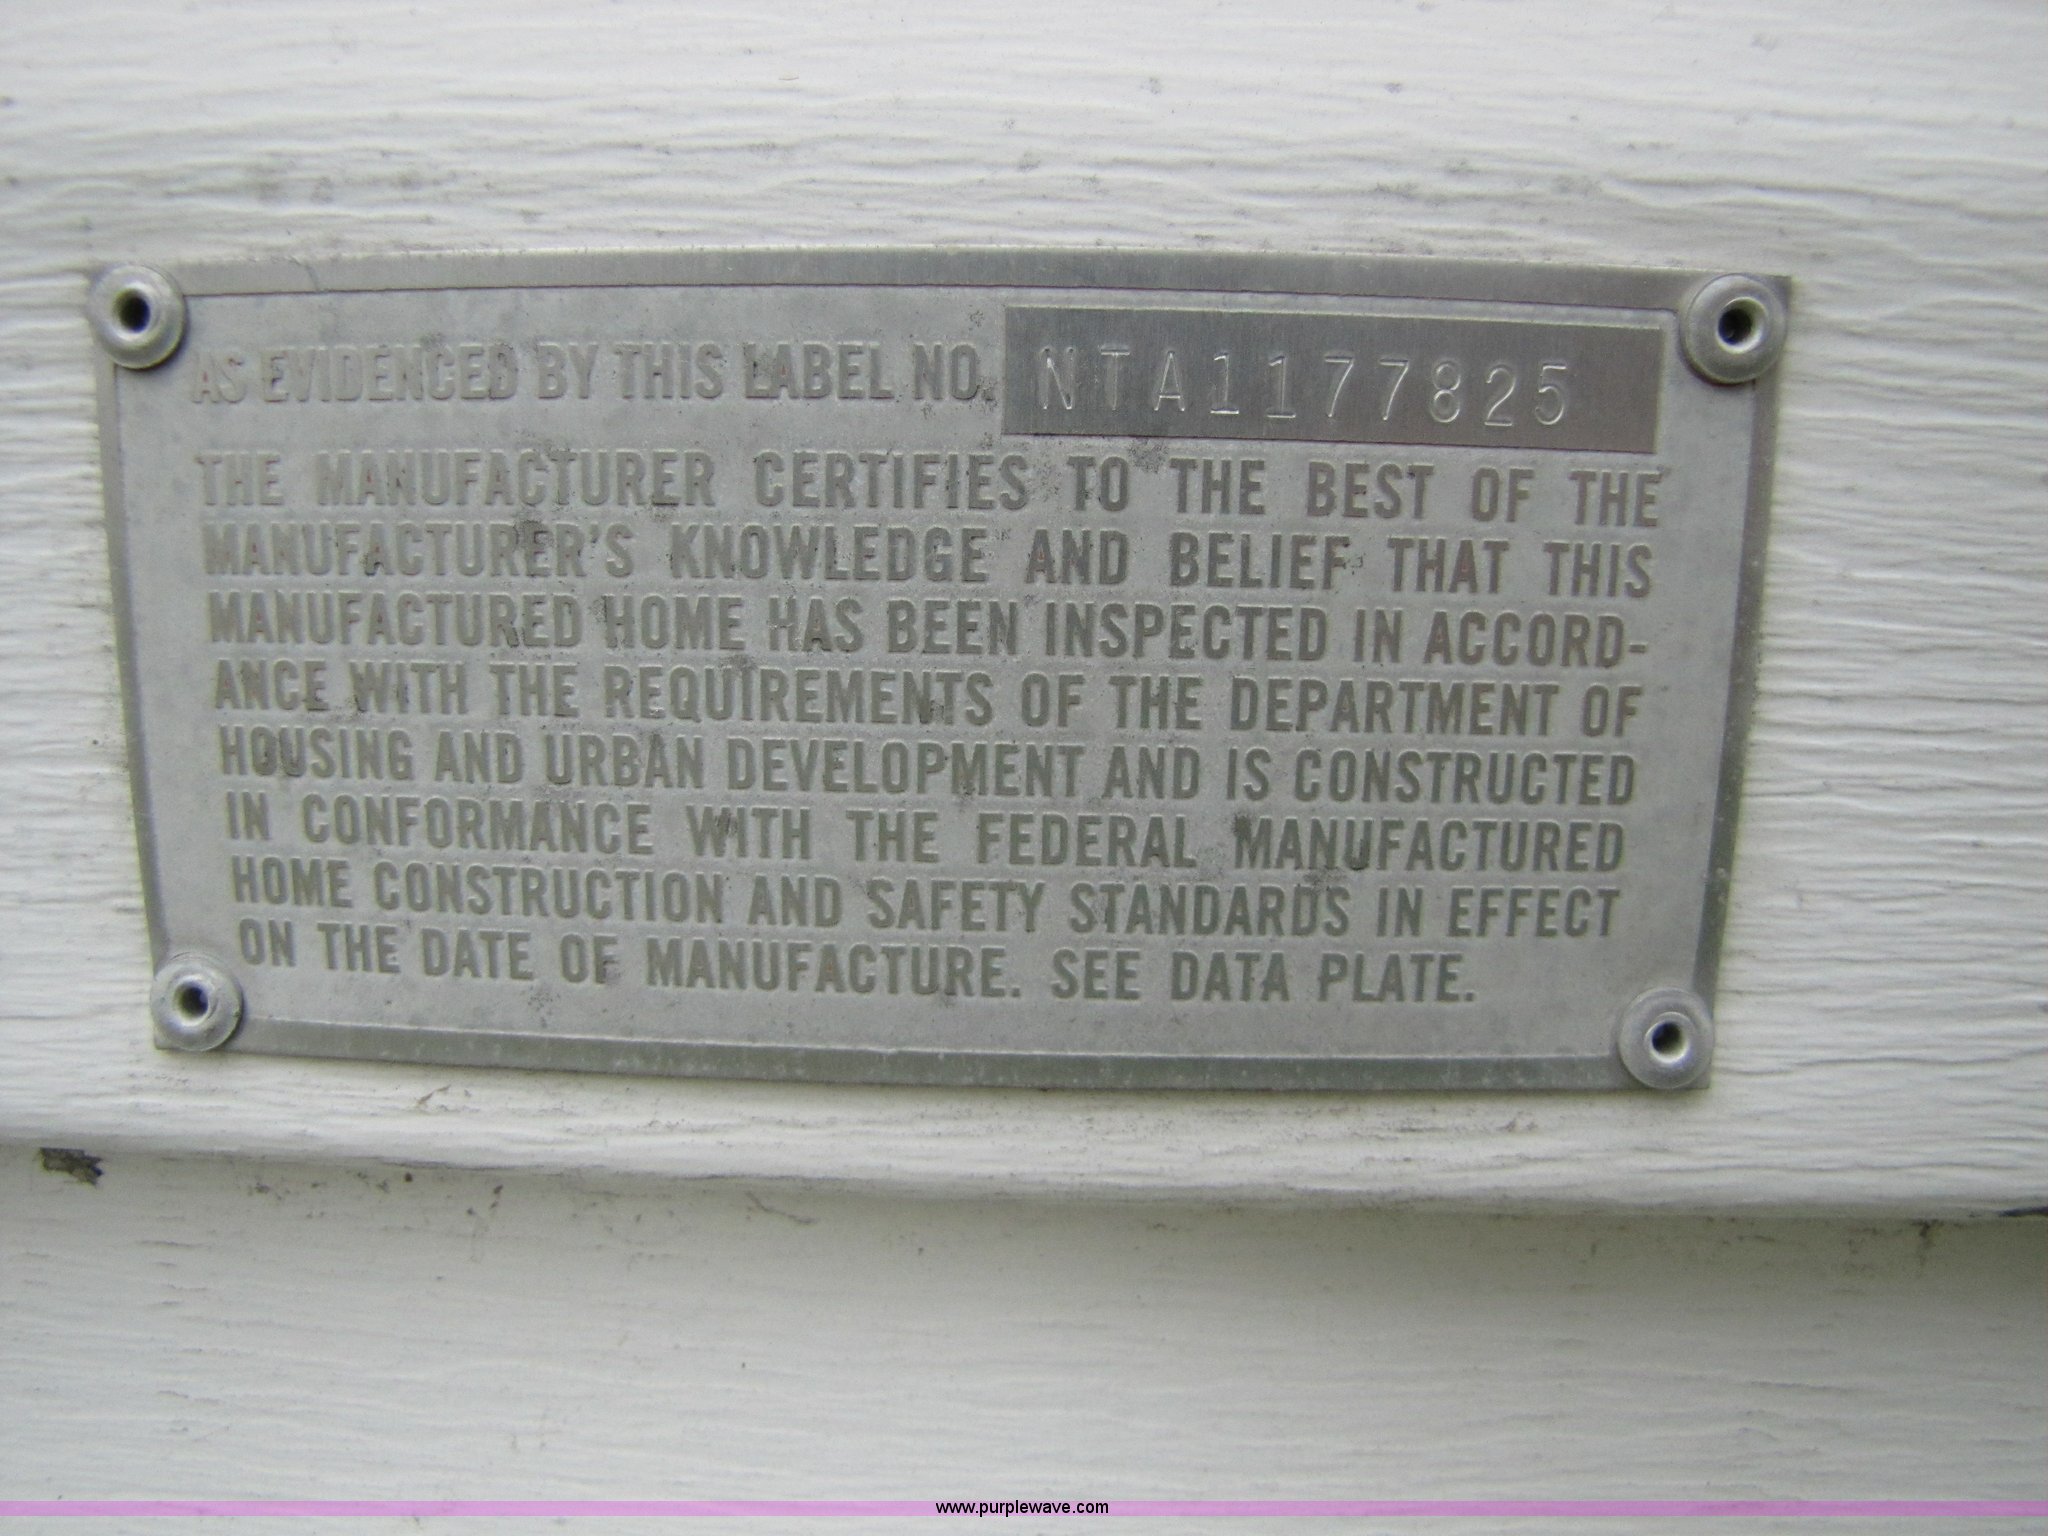 AS EVIDENCED BY THIS LABEL NO. NTA1177825
THE MANUFACTURER CERTIFIES TO THE BEST OF THE
MANUFACTURER'S KNOWLEDGE AND BELIEF THAT THIS
MANUFACTURED HOME HAS BEEN INSPECTED IN ACCORD-
ANCE WITH THE REQUIREMENTS OF THE DEPARTMENT OF
HOUSING AND URBAN DEVELOPMENT AND IS CONSTRUCTED
IN CONFORMANCE WITH THE FEDERAL MANUFACTURED
HOME CONSTRUCTION AND SAFETY STANDARDS IN EFFECT
ON THE DATE OF MANUFACTURE. SEE DATA PLATE.
www.purplewave.com